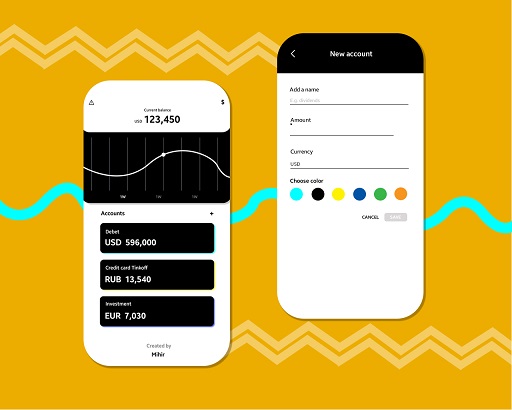 $
Current balance
USD 123,450
1W 1W 1W
Accounts +
Debet
USD 596,000
Credit card Tinkoff
RUB 13,540
Investment
EUR 7,030
Created by
Mihir
New account
Add a name
E.g. dividends
Amount
Currency
USD
Choose color
CANCEL SAVE